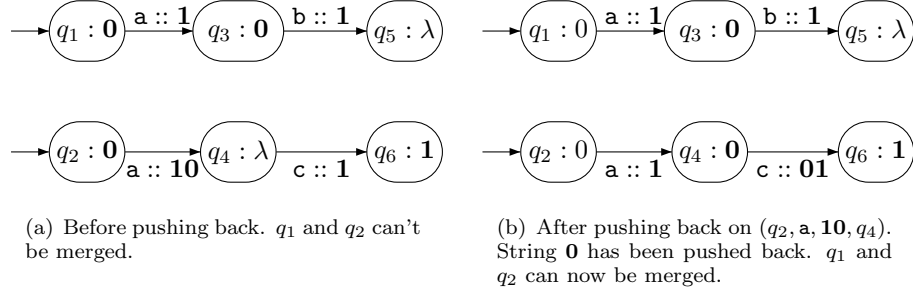 a :: 1 b :: 1 a :: 1 b :: 1
q₁ : 0 q₃ : 0 q₅ : λ q₁ : 0 q₃ : 0 q₅ : λ
q₂ : 0 q₄ : λ q₆ : 1 q₂ : 0 q₄ : 0 q₆ : 1
a :: 10 c :: 1 a :: 1 c :: 01
(a) Before pushing back. q₁ and q₂ can't
be merged.
(b) After pushing back on (q₂, a, 10, q₄).
String 0 has been pushed back. q₁ and
q₂ can now be merged.